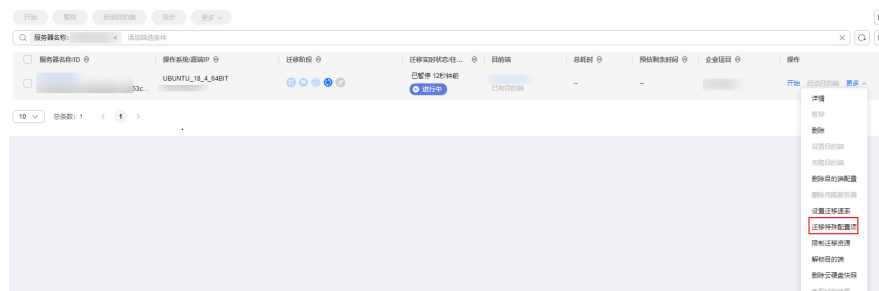 开始 暂停 启动目的端 同步 更多
服务器名称: × 添加筛选条件 ×
服务器名称/ID 操作系统/源端IP 迁移阶段 迁移实时状态/任... 目的端 总耗时 预估剩余时间 企业项目 操作
UBUNTU_18_4_64BIT 已暂停 12秒钟前 -- -- 开始 启动目的端 更多
53c... 进行中 已有目的端
详情
10 总条数: 1 < 1 >
暂停
删除
设置目的端
克隆目的端
删除目的端配置
删除克隆服务器
设置迁移速率
迁移特殊配置项
限制迁移资源
解锁目的端
删除云硬盘快照